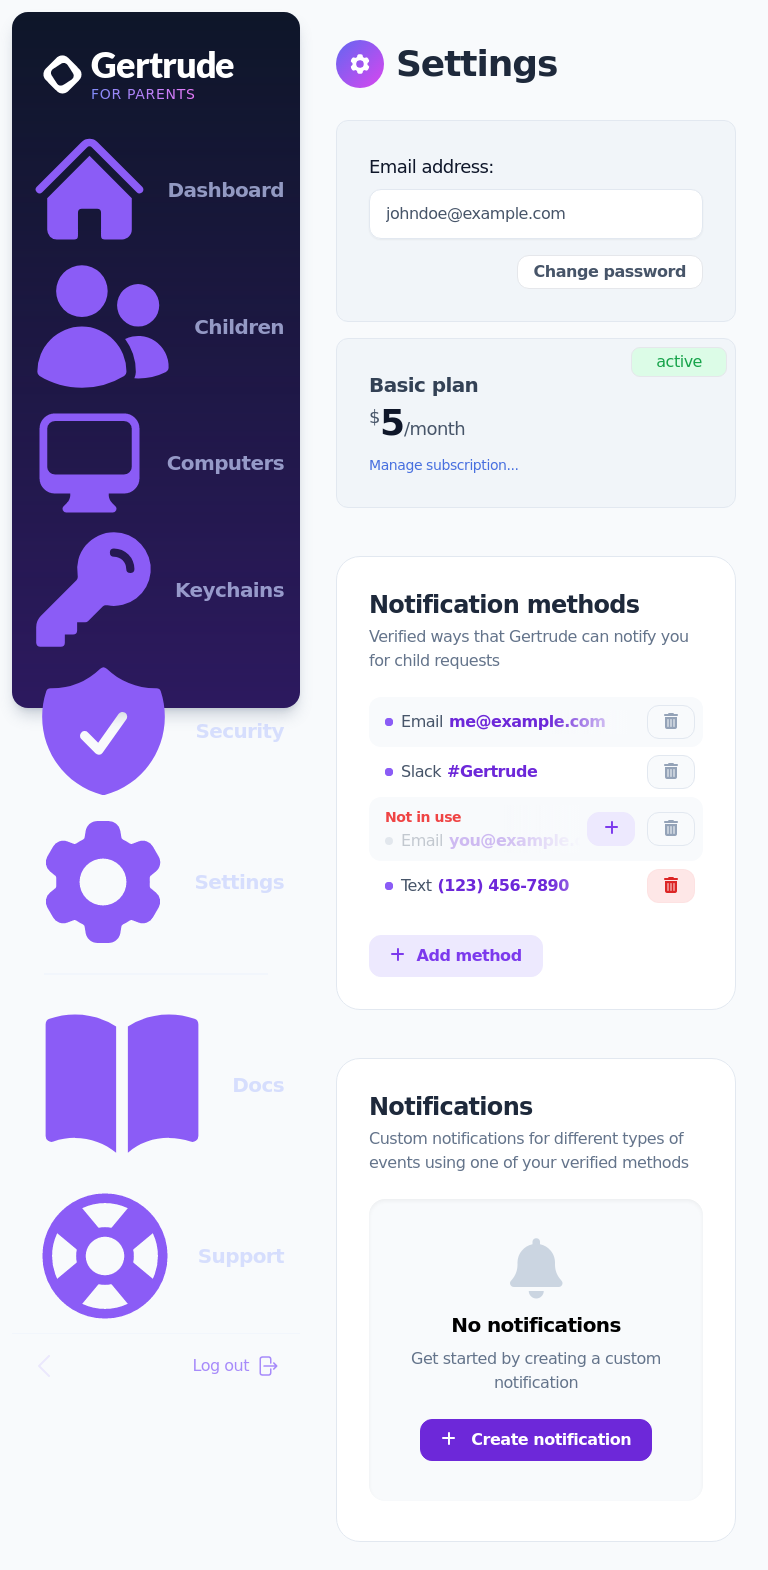 Gertrude
FOR PARENTS
Dashboard
Children
Computers
Keychains
Security
Settings
Docs
Support
Log out
Settings
Email address:
johndoe@example.com
Change password
active
Basic plan
$5/month
Manage subscription...
Notification methods
Verified ways that Gertrude can notify you
for child requests
Email me@example.com
Slack #Gertrude
Not in use
Email you@example.
Text (123) 456-7890
+ Add method
Notifications
Custom notifications for different types of
events using one of your verified methods
No notifications
Get started by creating a custom
notification
+ Create notification